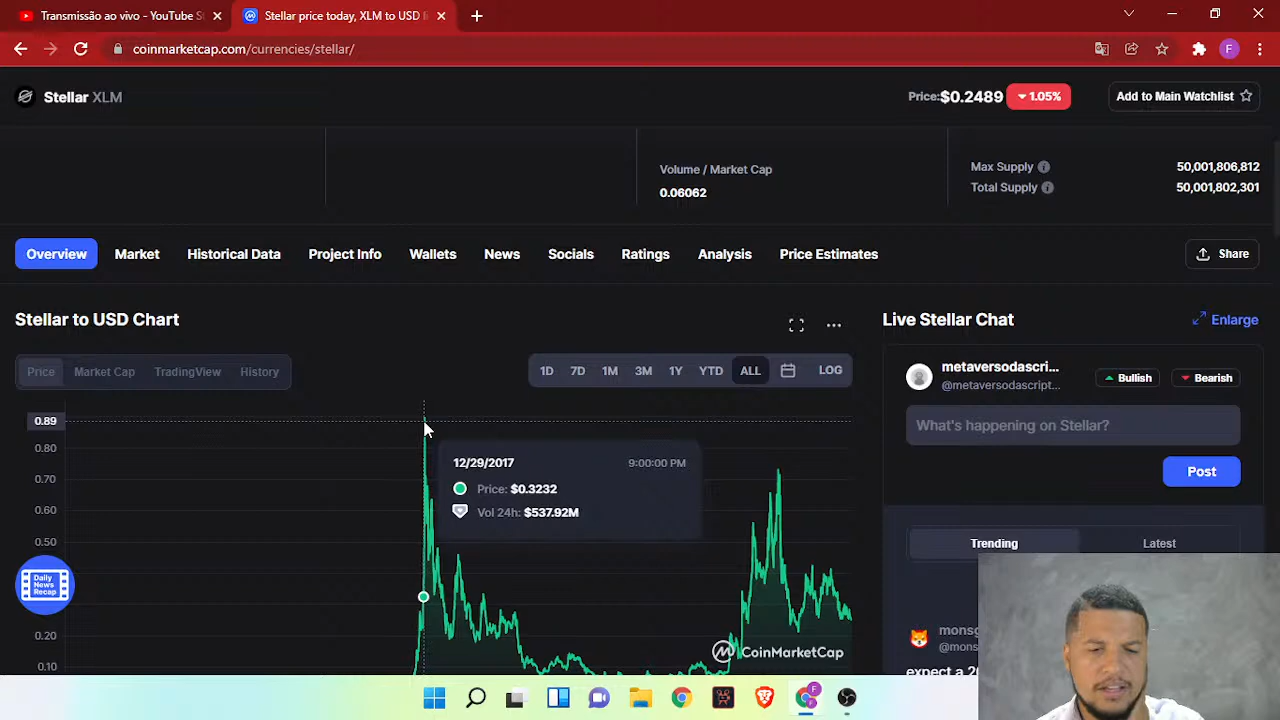 Transmissão ao vivo - YouTube S
Stellar price today, XLM to USD li
coinmarketcap.com/currencies/stellar/
F
Stellar XLM
Price:$0.2489
1.05%
Add to Main Watchlist
Volume / Market Cap
0.06062
Max Supply
50,001,806,812
Total Supply
50,001,802,301
Overview
Market
Historical Data
Project Info
Wallets
News
Socials
Ratings
Analysis
Price Estimates
Share
Stellar to USD Chart
Price
Market Cap
TradingView
History
1D
7D
1M
3M
1Y
YTD
ALL
LOG
0.89
0.80
0.70
0.60
0.50
0.20
0.10
12/29/2017
9:00:00 PM
Price: $0.3232
Vol 24h: $537.92M
CoinMarketCap
Daily
News
Recap
Live Stellar Chat
Enlarge
metaversodascri...
@metaversodascript...
Bullish
Bearish
What's happening on Stellar?
Post
Trending
Latest
monsg
@mons
F